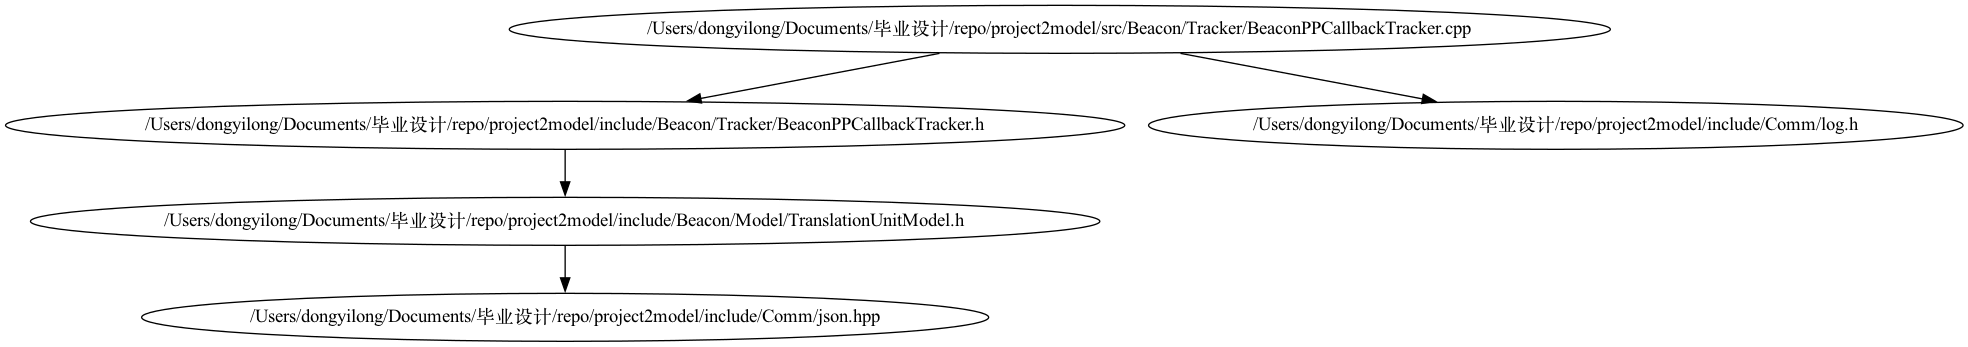 /Users/dongyilong/Documents/毕业设计/repo/project2model/src/Beacon/Tracker/BeaconPPCallbackTracker.cpp
/Users/dongyilong/Documents/毕业设计/repo/project2model/include/Beacon/Tracker/BeaconPPCallbackTracker.h
/Users/dongyilong/Documents/毕业设计/repo/project2model/include/Comm/log.h
/Users/dongyilong/Documents/毕业设计/repo/project2model/include/Beacon/Model/TranslationUnitModel.h
/Users/dongyilong/Documents/毕业设计/repo/project2model/include/Comm/json.hpp